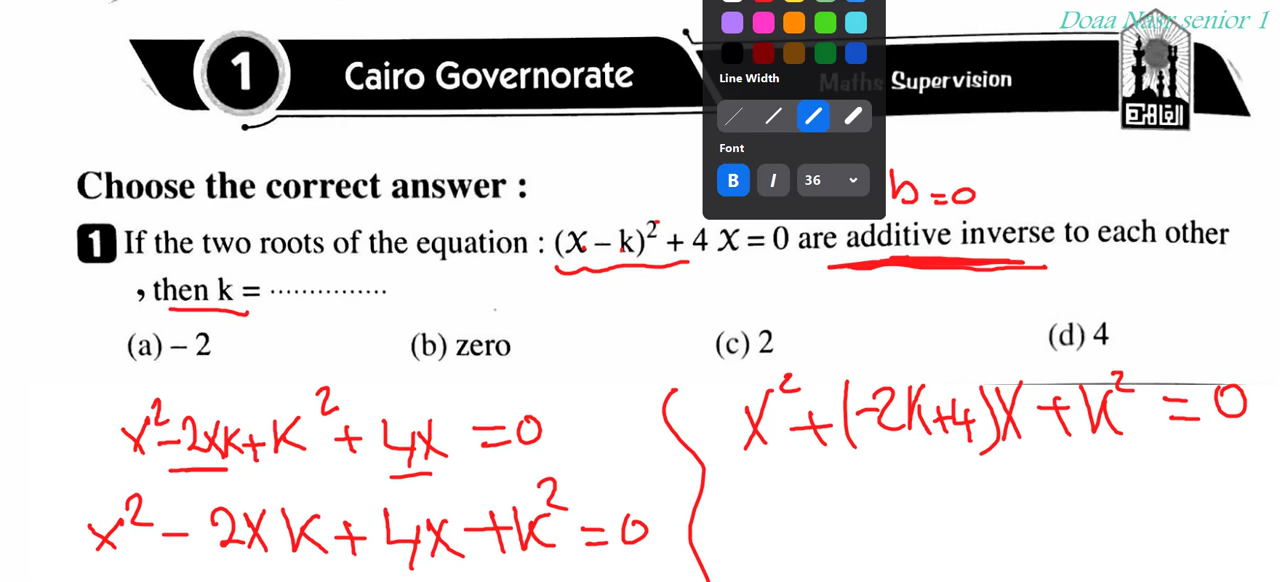 Doaa Nasr senior 1
1 Cairo Governorate
Maths Supervision
القاهرة
Line Width
Font
B I 36
Choose the correct answer :
b = 0
1 If the two roots of the equation : (x – k)² + 4 x = 0 are additive inverse to each other
, then k = ...............
(a) – 2 (b) zero (c) 2 (d) 4
x² - 2xk + k² + 4x = 0
x² - 2xk + 4x + k² = 0
x² + (-2k+4)x + k² = 0